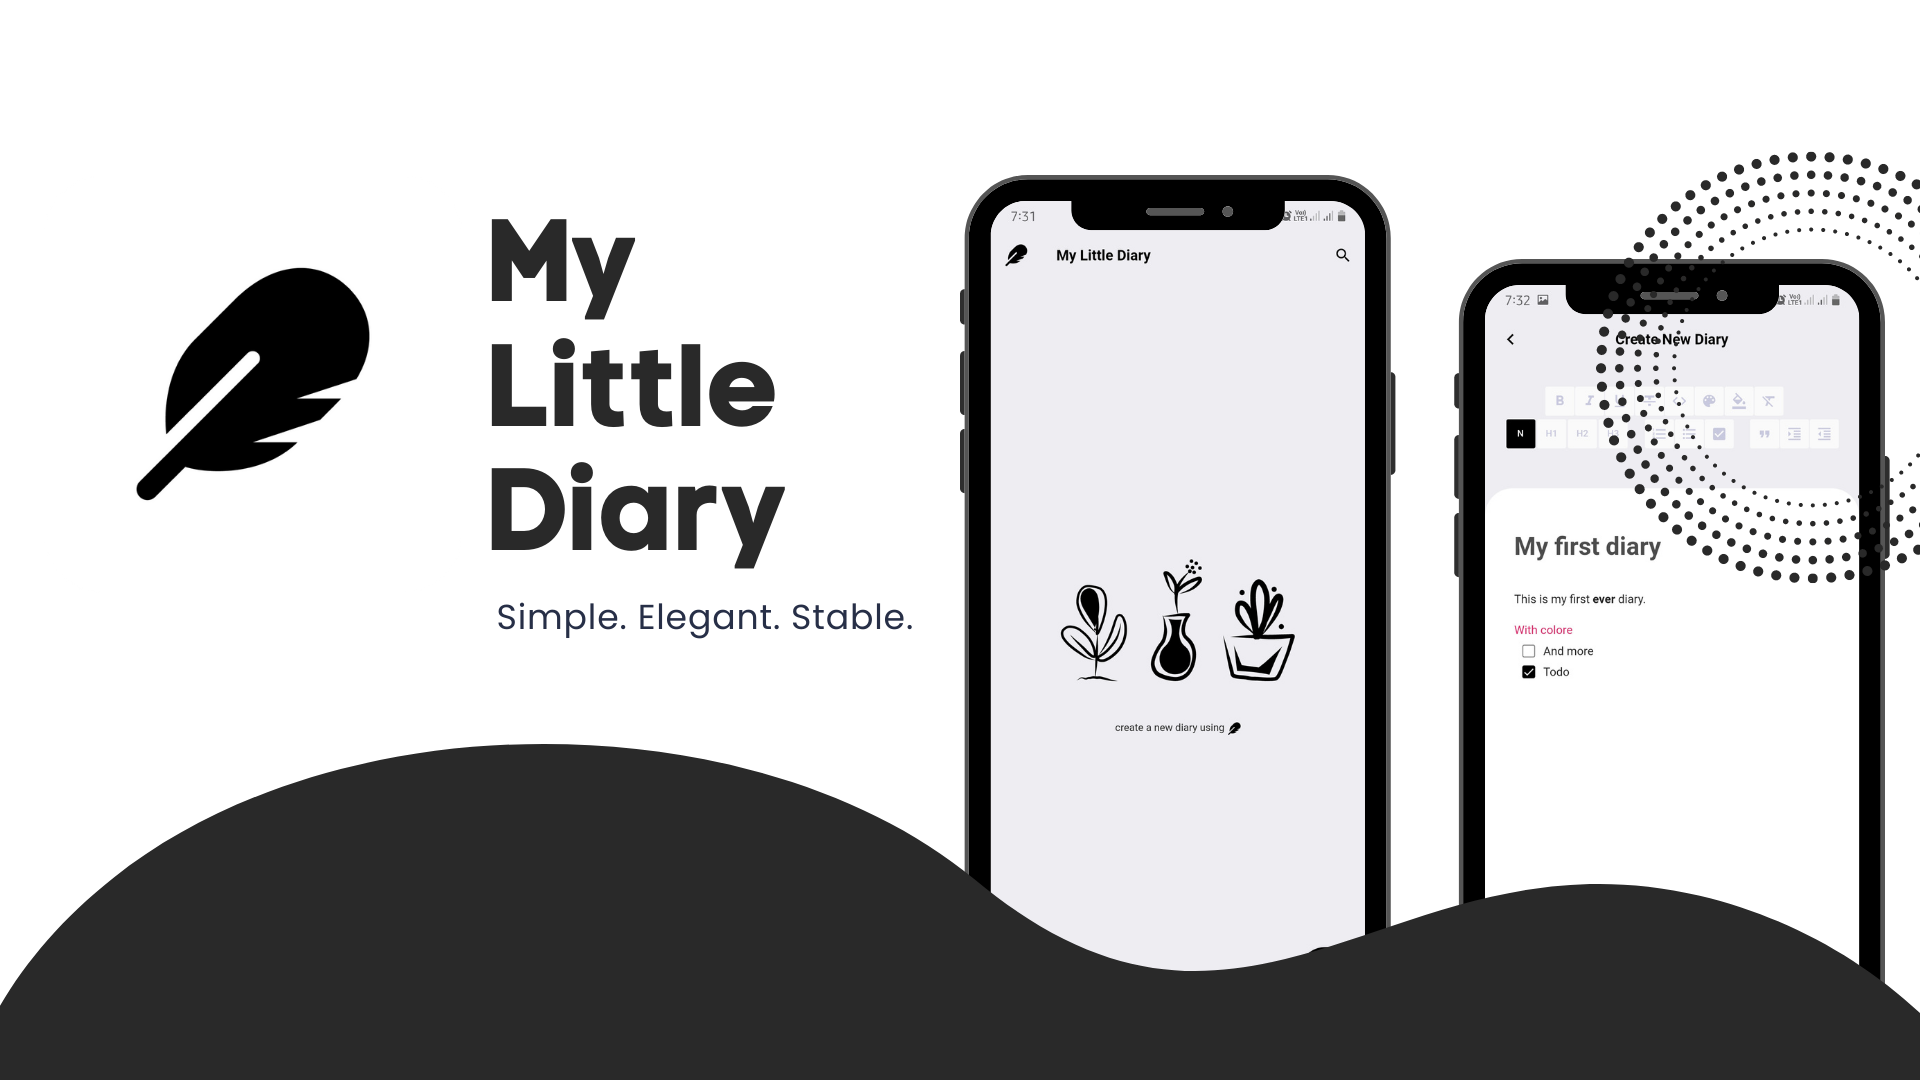 My
Little
Diary
Simple. Elegant. Stable.
7:31
My Little Diary
create a new diary using
7:32
Create New Diary
B I U
N H1 H2 H3
My first diary
This is my first ever diary.
With colore
And more
Todo